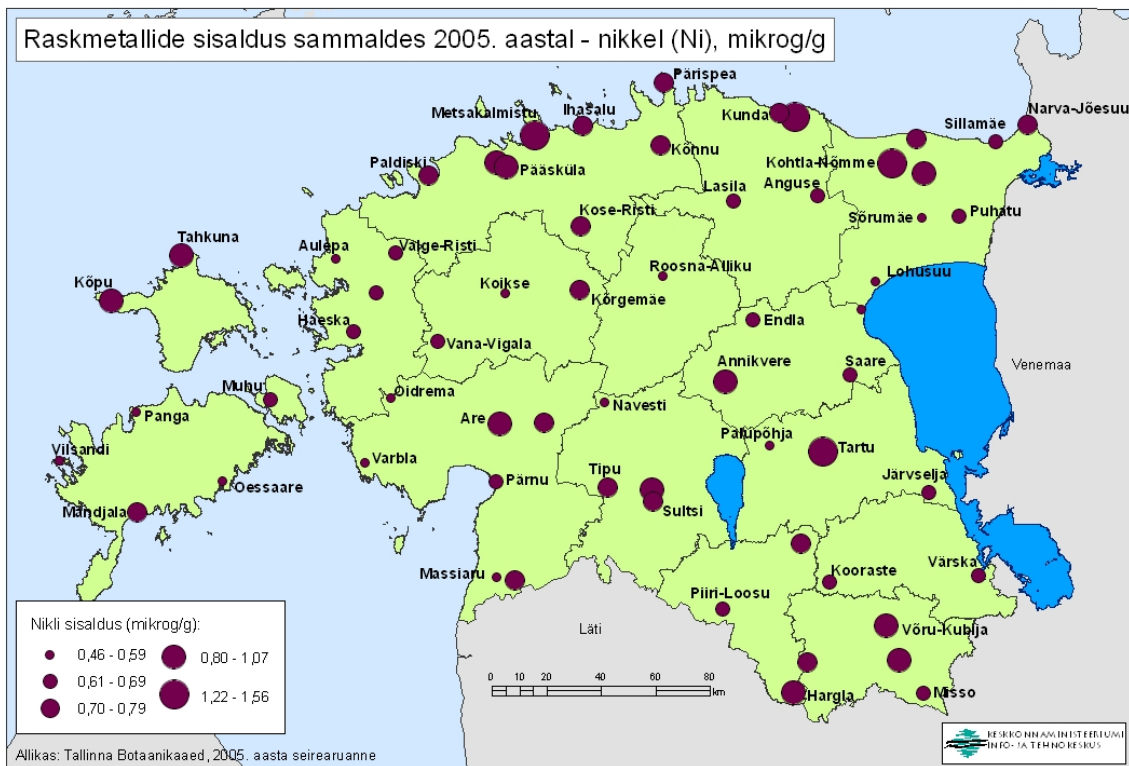 Raskmetallide sisaldus sammaldes 2005. aastal - nikkel (Ni), mikrog/g
Pärispea
Metsakalmistu
Ihasalu
Kunda
Narva-Jõesuu
Sillamäe
Kõnnu
Paldiski
Pääsküla
Kohtla-Nõmme
Lasila
Anguse
Kose-Risti
Sõrumäe
Puhatu
Tahkuna
Aulepa
Valge-Risti
Roosna-Alliku
Lohusuu
Kõpu
Koikse
Kõrgemäe
Haeska
Endla
Vana-Vigala
Annikvere
Saare
Venemaa
Muhu
Oidrema
Panga
Are
Navesti
Palupõhja
Tartu
Vilsandi
Varbla
Oessaare
Pärnu
Tipu
Järvselja
Mändjala
Sultsi
Massiaru
Kooraste
Värska
Piiri-Loosu
Läti
Võru-Kubija
Hargla
Misso
Nikli sisaldus (mikrog/g):
0,46 - 0,59
0,61 - 0,69
0,70 - 0,79
0,80 - 1,07
1,22 - 1,56
0 20 40 60 80
km
Allikas: Tallinna Botaanikaaed, 2005. aasta seirearuanne
KESKKONNAMINISTEERIUMI
INFO- JA TEHNOKESKUS